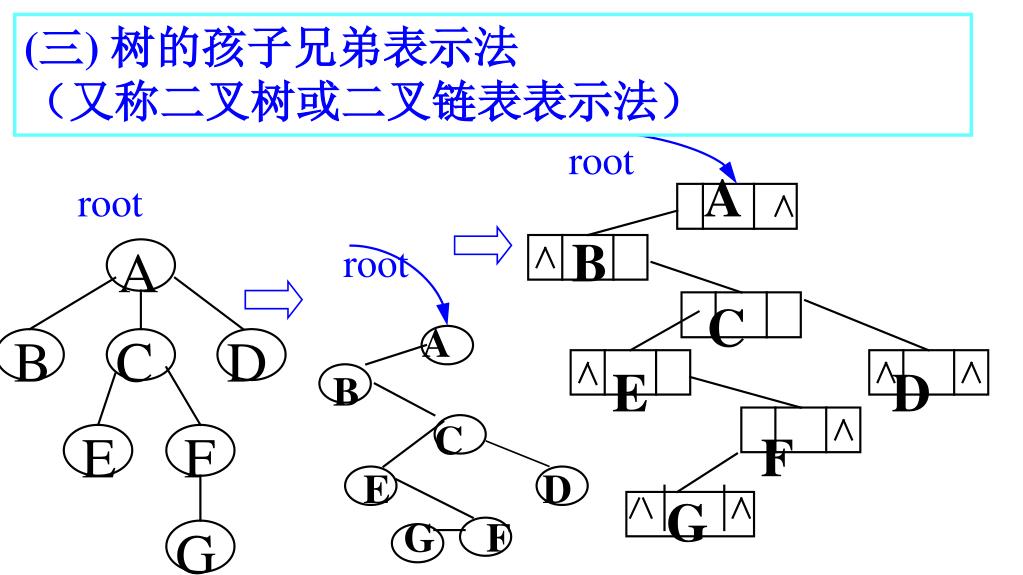 (三) 树的孩子兄弟表示法
（又称二叉树或二叉链表表示法）
root
A
B C D
E F
G
root
A
B
C
E D
G F
root
A ∧
∧ B
C
∧ E
∧ D ∧
F ∧
∧ G ∧